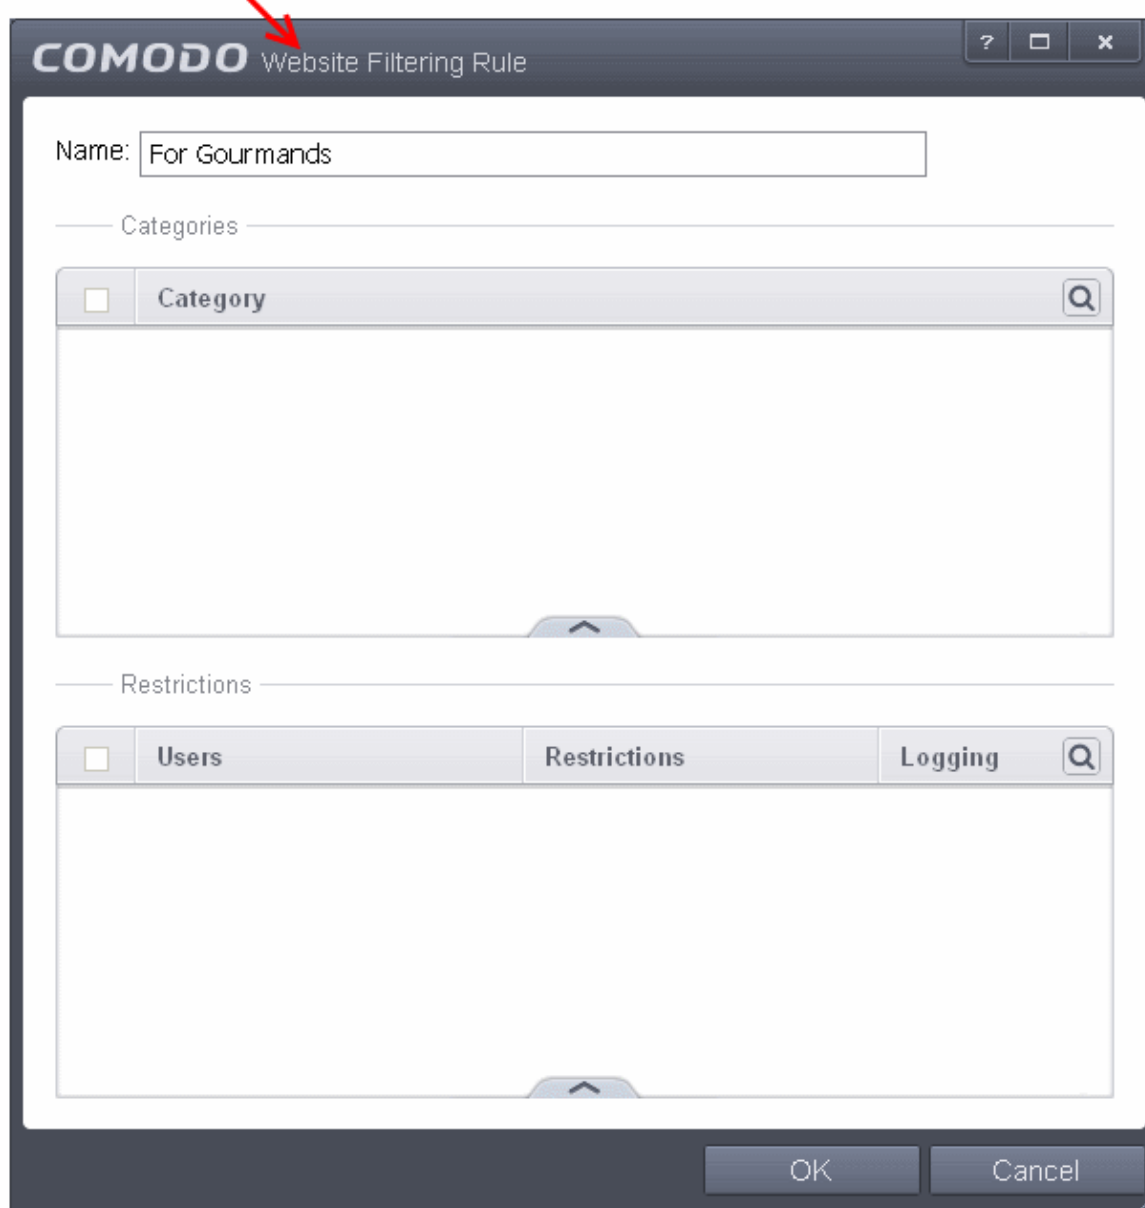 COMODO Website Filtering Rule
Name: For Gourmands
Categories
Category
Restrictions
Users Restrictions Logging
OK Cancel